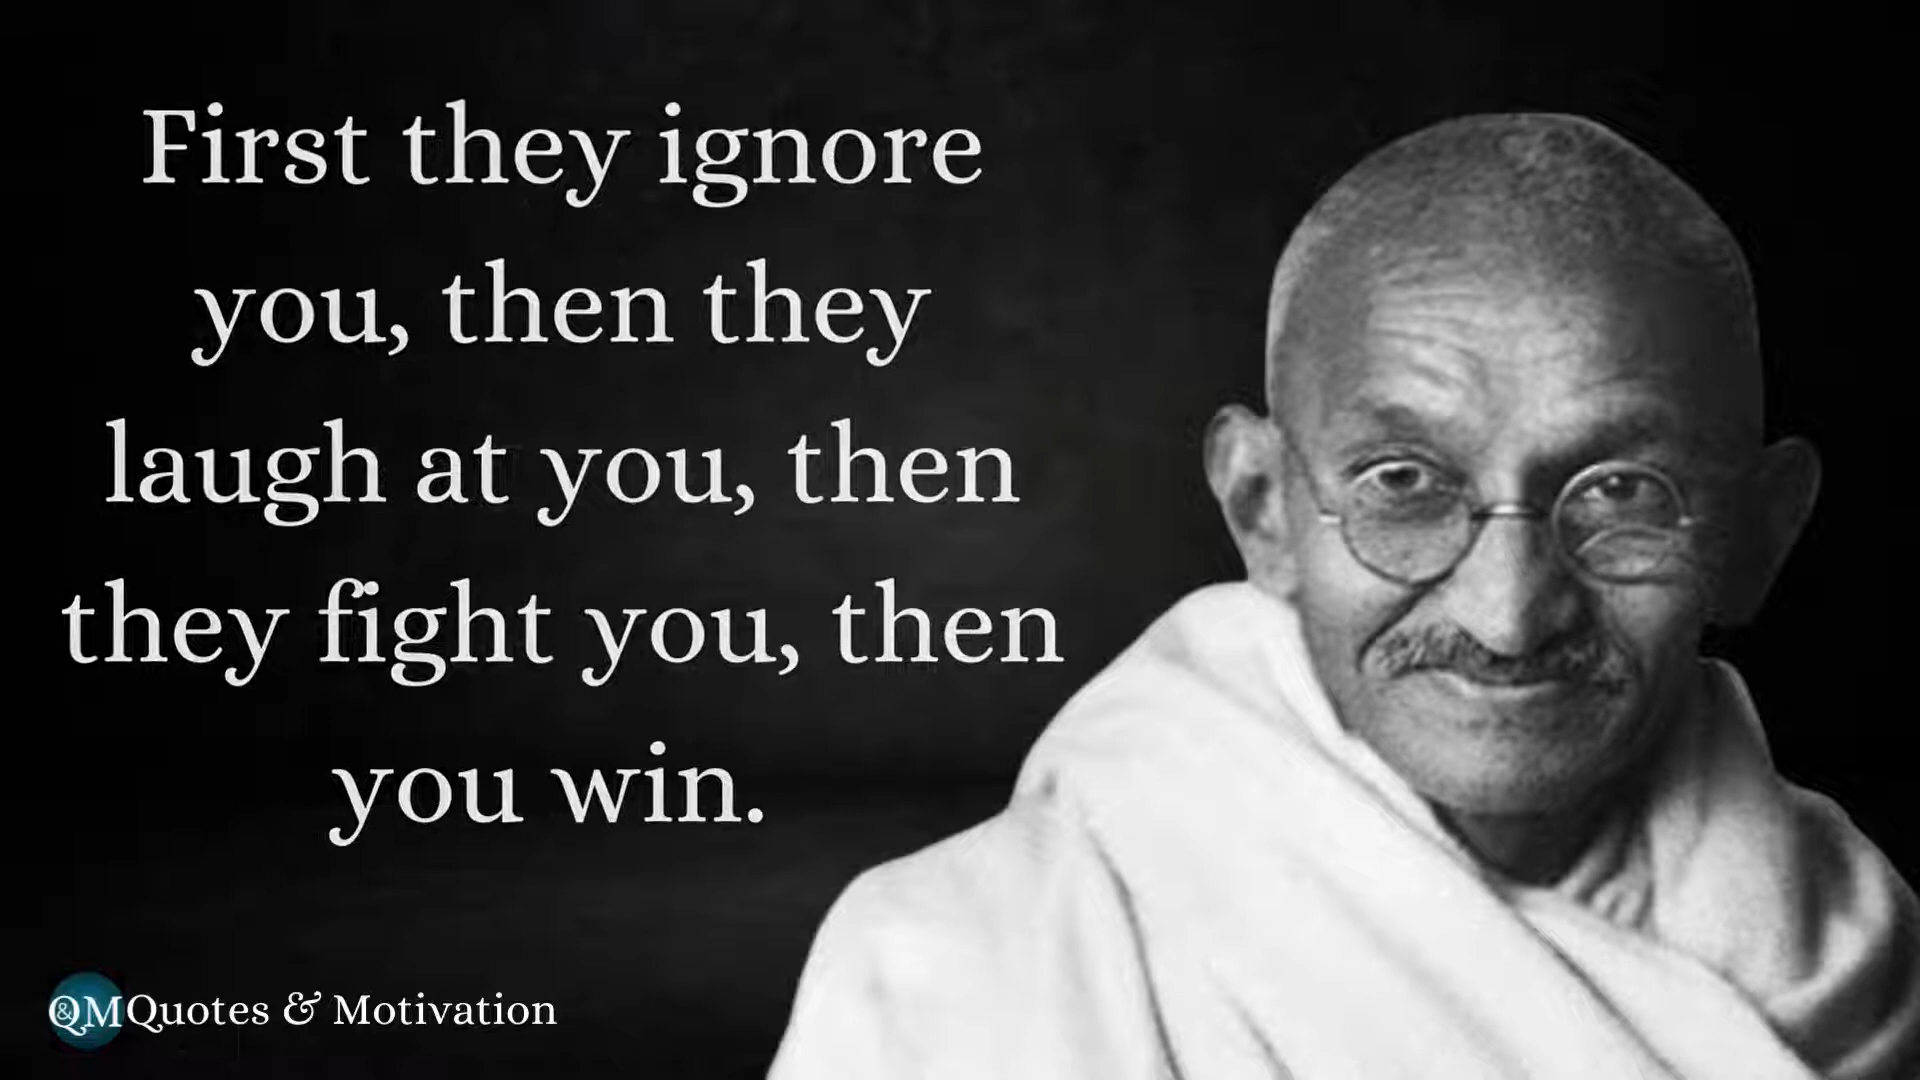 First they ignore
you, then they
laugh at you, then
they fight you, then
you win.
Q&M Quotes & Motivation